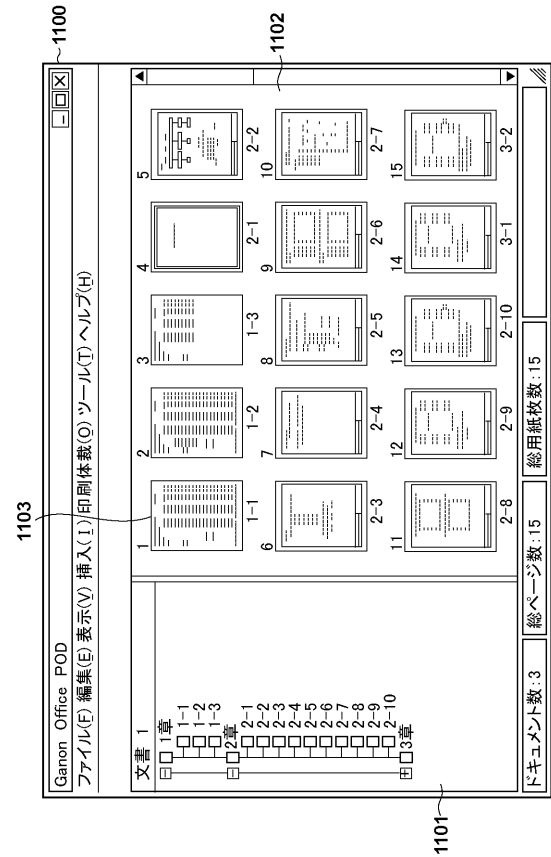 1100
Ganon Office POD
ファイル(F) 編集(E) 表示(V) 挿入(I) 印刷体裁(O) ツール(T) ヘルプ(H)
1103
文書 1
1章
1-1
1-2
1-3
2章
2-1
2-2
2-3
2-4
2-5
2-6
2-7
2-8
2-9
2-10
3章
1101
1102
1 2 3 4 5
1-1 1-2 1-3 2-1 2-2
6 7 8 9 10
2-3 2-4 2-5 2-6 2-7
11 12 13 14 15
2-8 2-9 2-10 3-1 3-2
ドキュメント数:3 総ページ数:15 総用紙枚数:15